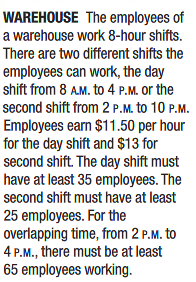 WAREHOUSE The employees of
a warehouse work 8-hour shifts.
There are two different shifts the
employees can work, the day
shift from 8 A.M. to 4 P.M. or the
second shift from 2 P.M. to 10 P.M.
Employees earn $11.50 per hour
for the day shift and $13 for
second shift. The day shift must
have at least 35 employees. The
second shift must have at least
25 employees. For the
overlapping time, from 2 P.M. to
4 P.M., there must be at least
65 employees working.